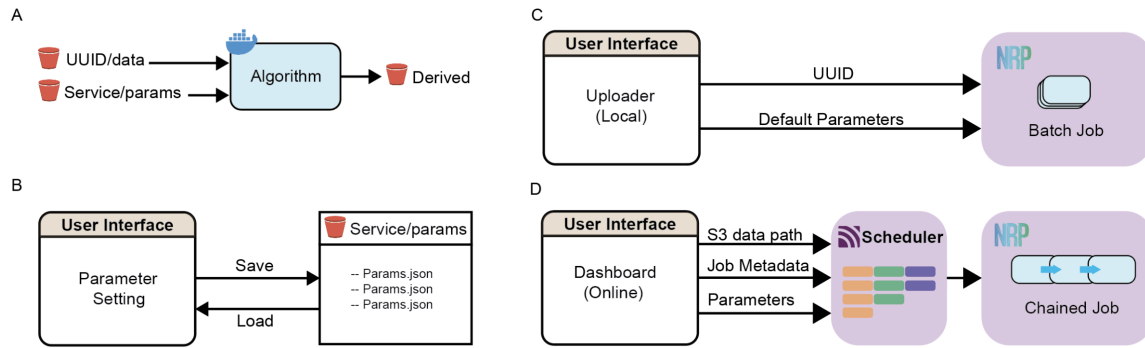 A
UUID/data
Service/params
Algorithm
Derived
B
User Interface
Parameter
Setting
Save
Load
Service/params
-- Params.json
-- Params.json
-- Params.json
C
User Interface
Uploader
(Local)
UUID
Default Parameters
NRP
Batch Job
D
User Interface
Dashboard
(Online)
S3 data path
Job Metadata
Parameters
Scheduler
NRP
Chained Job